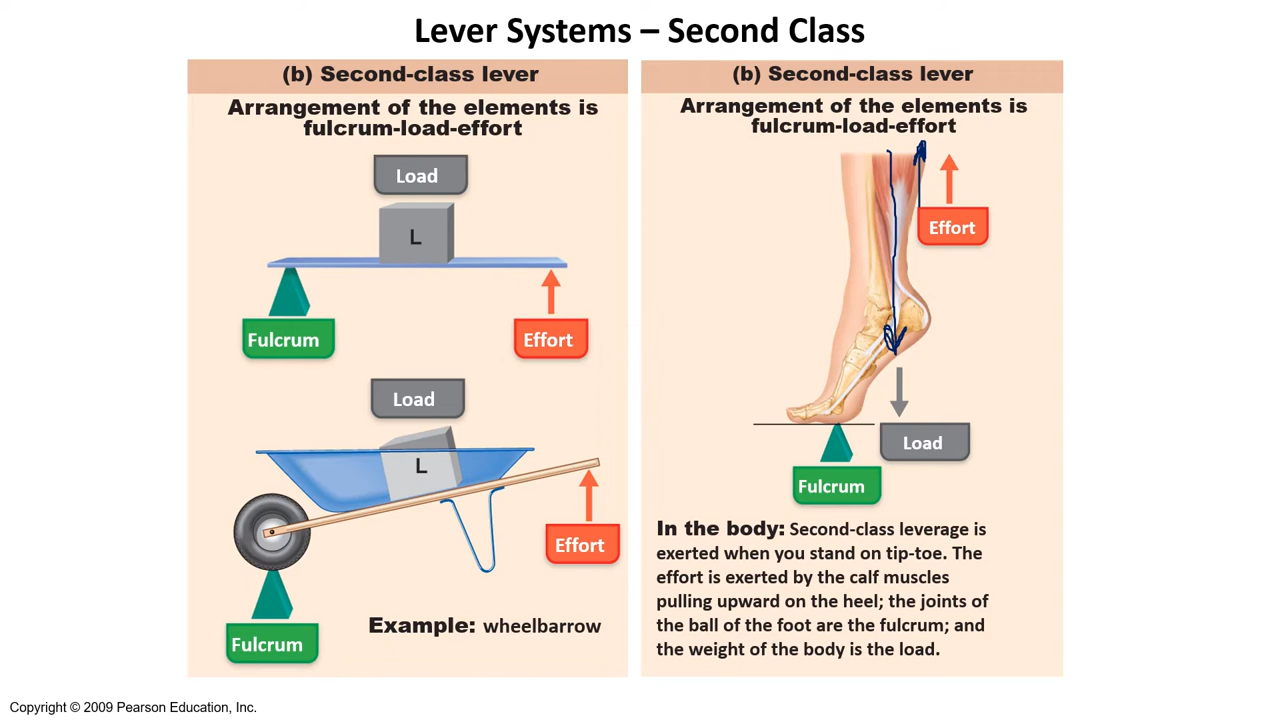 Lever Systems – Second Class
(b) Second-class lever
Arrangement of the elements is
fulcrum-load-effort
Load
L
Fulcrum
Effort
Load
L
Effort
Fulcrum
Example: wheelbarrow
(b) Second-class lever
Arrangement of the elements is
fulcrum-load-effort
Effort
Load
Fulcrum
In the body: Second-class leverage is
exerted when you stand on tip-toe. The
effort is exerted by the calf muscles
pulling upward on the heel; the joints of
the ball of the foot are the fulcrum; and
the weight of the body is the load.
Copyright © 2009 Pearson Education, Inc.